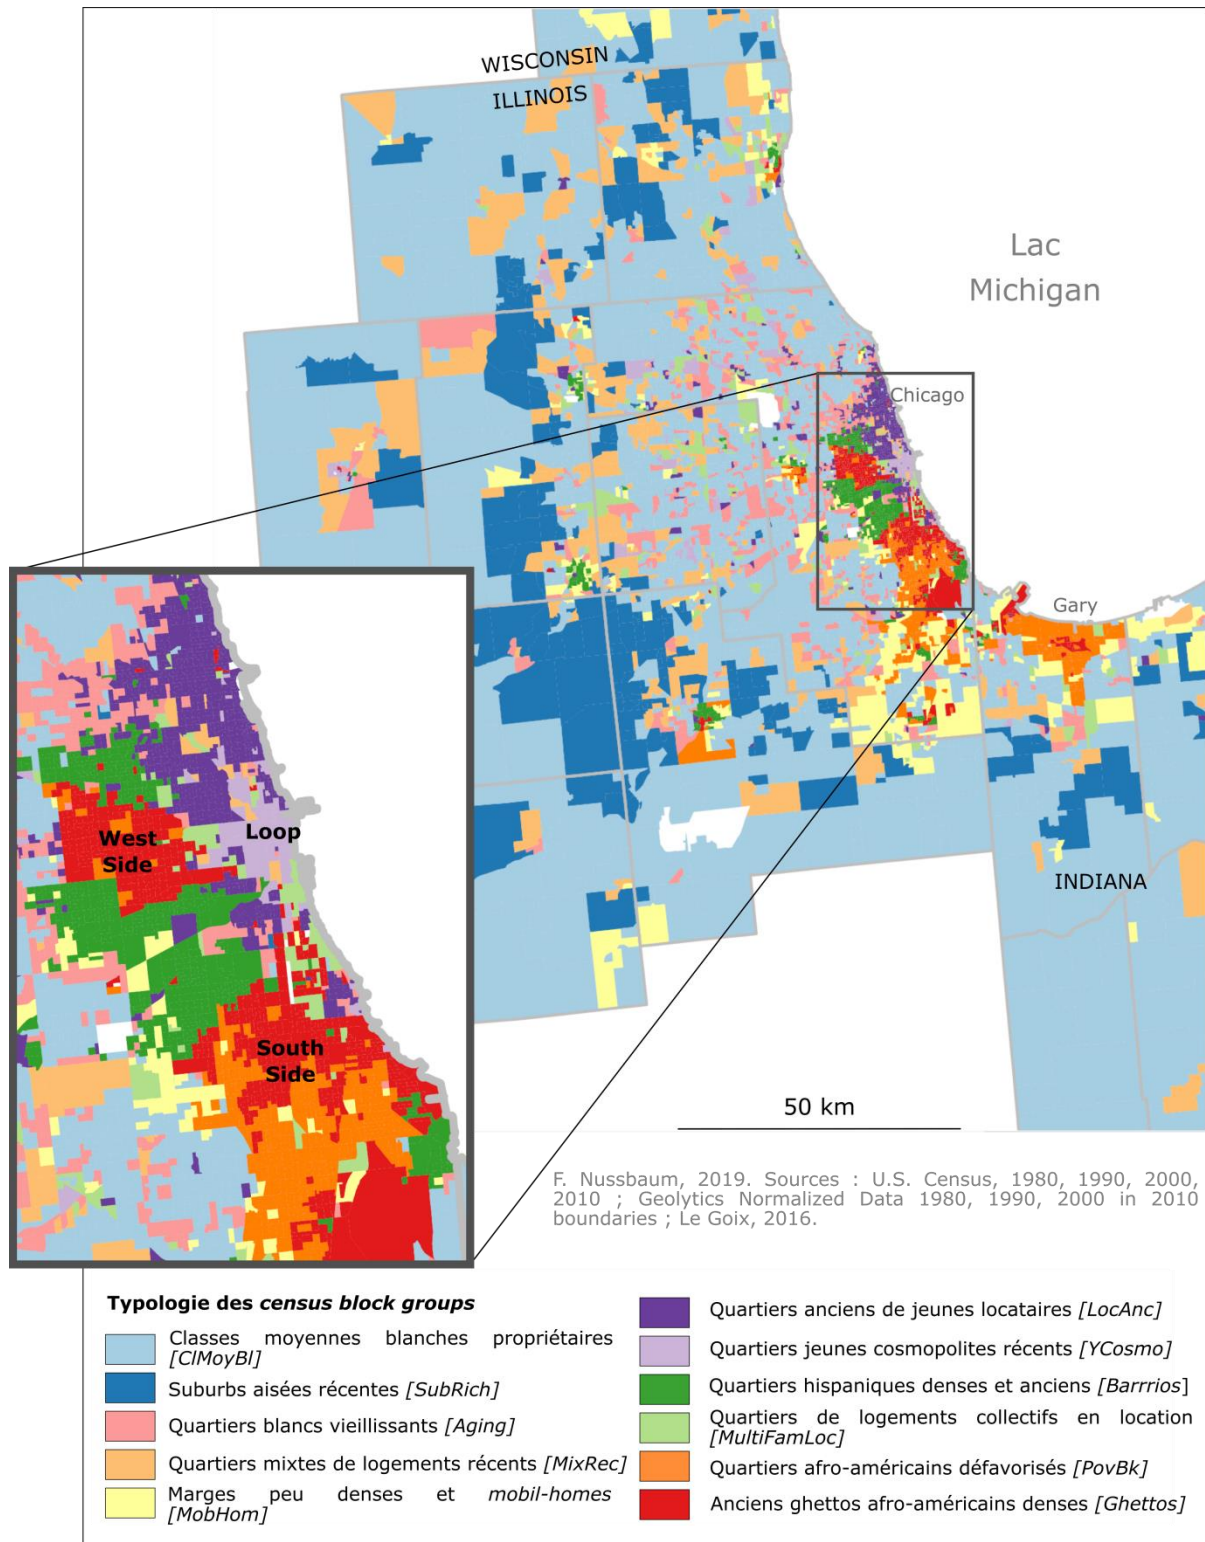 WISCONSIN
ILLINOIS
Lac
Michigan
Chicago
Gary
West
Side
Loop
South
Side
INDIANA
50 km
F. Nussbaum, 2019. Sources : U.S. Census, 1980, 1990, 2000,
2010 ; Geolytics Normalized Data 1980, 1990, 2000 in 2010
boundaries ; Le Goix, 2016.
Typologie des census block groups
Classes moyennes blanches propriétaires
[ClMoyBl]
Suburbs aisées récentes [SubRich]
Quartiers blancs vieillissants [Aging]
Quartiers mixtes de logements récents [MixRec]
Marges peu denses et mobil-homes
[MobHom]
Quartiers anciens de jeunes locataires [LocAnc]
Quartiers jeunes cosmopolites récents [YCosmo]
Quartiers hispaniques denses et anciens [Barrrios]
Quartiers de logements collectifs en location
[MultiFamLoc]
Quartiers afro-américains défavorisés [PovBk]
Anciens ghettos afro-américains denses [Ghettos]